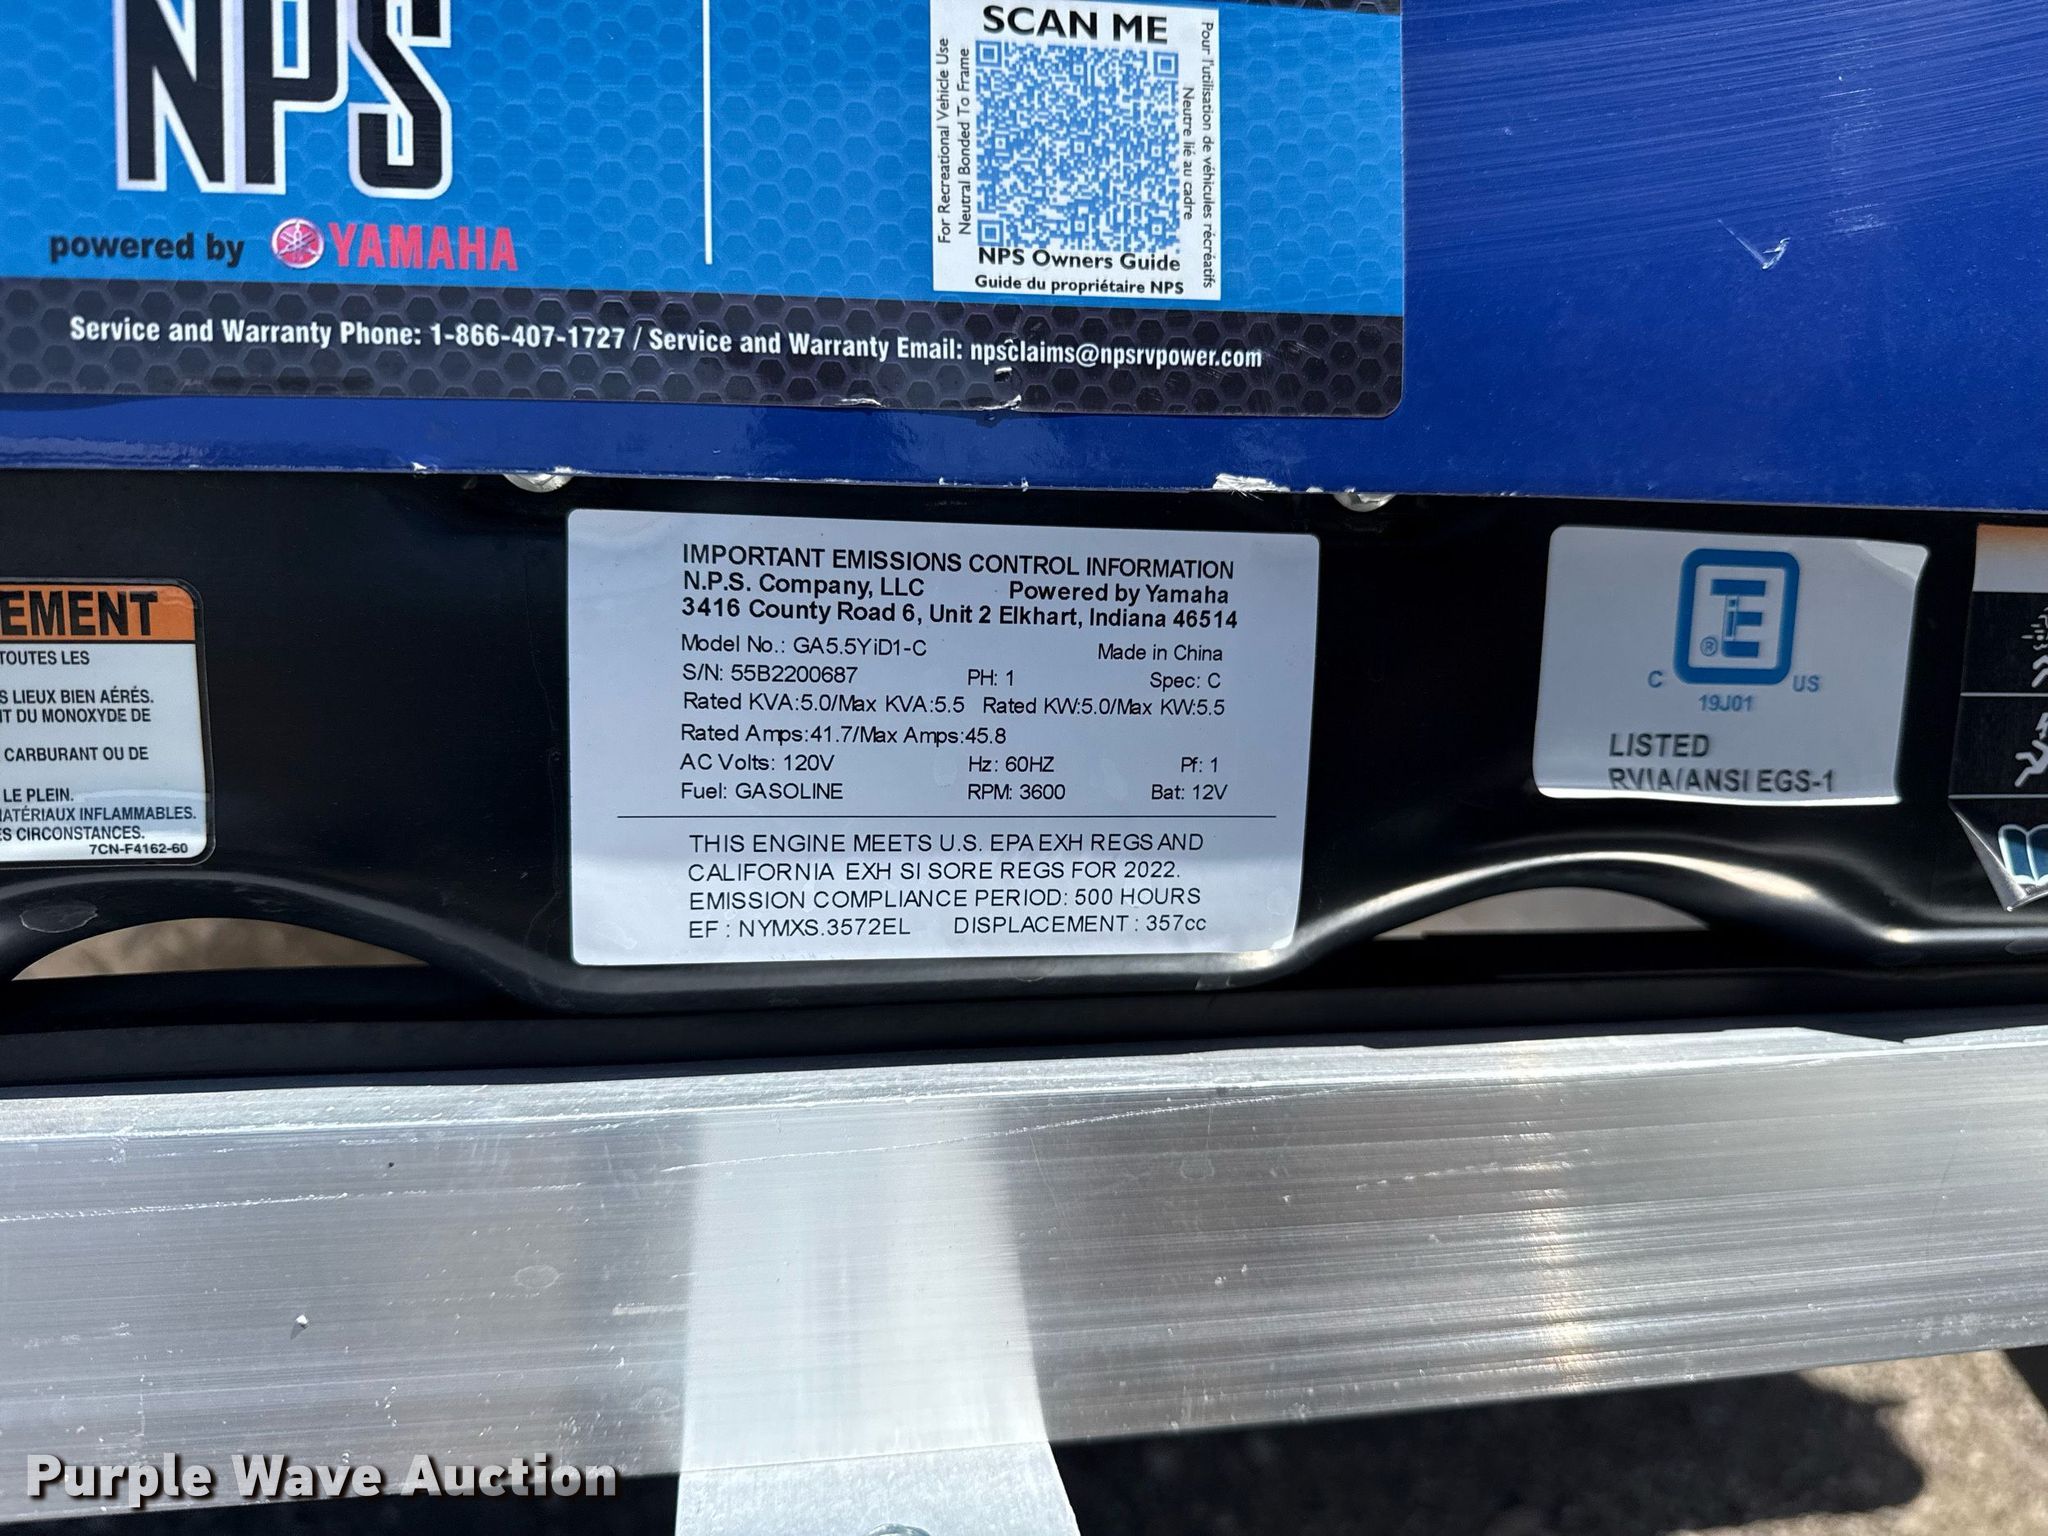 NPS
powered by YAMAHA
SCAN ME
For Recreational Vehicle Use
Neutral Bonded To Frame
Pour l'utilisation de véhicules récréatifs
Neutre lié au cadre
NPS Owners Guide
Guide du propriétaire NPS
Service and Warranty Phone: 1-866-407-1727 / Service and Warranty Email: npsclaims@npsrvpower.com
EMENT
TOUTES LES
S LIEUX BIEN AÉRÉS.
IT DU MONOXYDE DE
CARBURANT OU DE
LE PLEIN.
MATÉRIAUX INFLAMMABLES.
ES CIRCONSTANCES.
7CN-F4162-60
IMPORTANT EMISSIONS CONTROL INFORMATION
N.P.S. Company, LLC Powered by Yamaha
3416 County Road 6, Unit 2 Elkhart, Indiana 46514
Model No.: GA5.5YiD1-C Made in China
S/N: 55B2200687 PH: 1 Spec: C
Rated KVA:5.0/Max KVA:5.5 Rated KW:5.0/Max KW:5.5
Rated Amps:41.7/Max Amps:45.8
AC Volts: 120V Hz: 60HZ Pf: 1
Fuel: GASOLINE RPM: 3600 Bat: 12V
THIS ENGINE MEETS U.S. EPA EXH REGS AND
CALIFORNIA EXH SI SORE REGS FOR 2022.
EMISSION COMPLIANCE PERIOD: 500 HOURS
EF : NYMXS.3572EL DISPLACEMENT : 357cc
TiE ®
C US
19J01
LISTED
RVIA/ANSI EGS-1
Purple Wave Auction